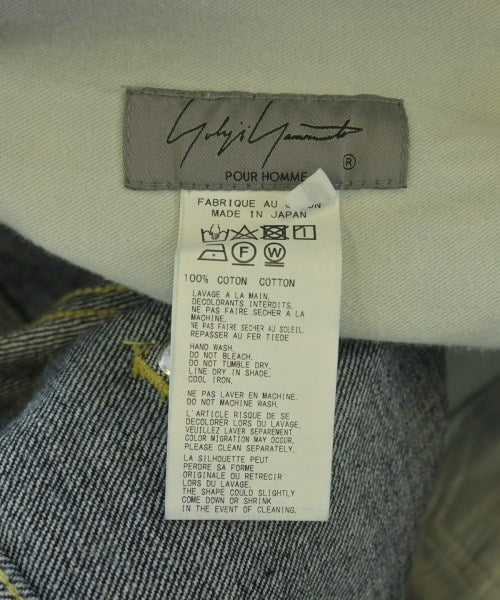 Yohji Yamamoto
®
POUR HOMME
FABRIQUE AU
MADE IN JAPAN
F W
100% COTON COTTON
LAVAGE A LA MAIN.
DECOLORANTS INTERDITS.
NE PAS FAIRE SECHER A LA
MACHINE.
NE PAS FAIRE SECHER AU SOLEIL.
REPASSER AU FER TIEDE
HAND WASH.
DO NOT BLEACH.
DO NOT TUMBLE DRY.
LINE DRY IN SHADE.
COOL IRON.
NE PAS LAVER EN MACHINE.
DO NOT MACHINE WASH.
L'ARTICLE RISQUE DE SE
DECOLORER LORS DU LAVAGE.
VEUILLEZ LAVER SEPAREMENT.
COLOR MIGRATION MAY OCCUR,
PLEASE CLEAN SEPARATELY.
LA SILHOUETTE PEUT
PERDRE SA FORME
ORIGINALE OU RETRECIR
LORS DU LAVAGE.
THE SHAPE COULD SLIGHTLY
COME DOWN OR SHRINK
IN THE EVENT OF CLEANING.